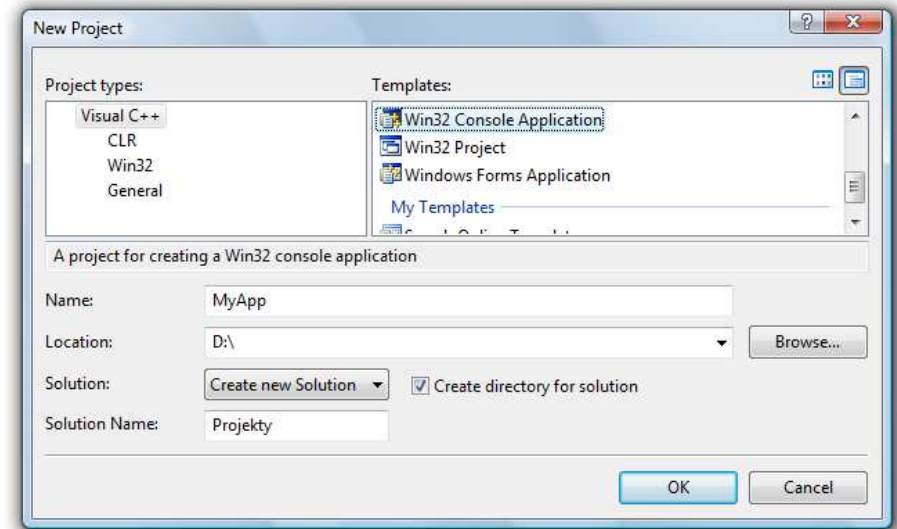 New Project
Project types:
Templates:
Visual C++
CLR
Win32
General
Win32 Console Application
Win32 Project
Windows Forms Application
My Templates
A project for creating a Win32 console application
Name: MyApp
Location: D:\ Browse...
Solution: Create new Solution Create directory for solution
Solution Name: Projekty
OK Cancel